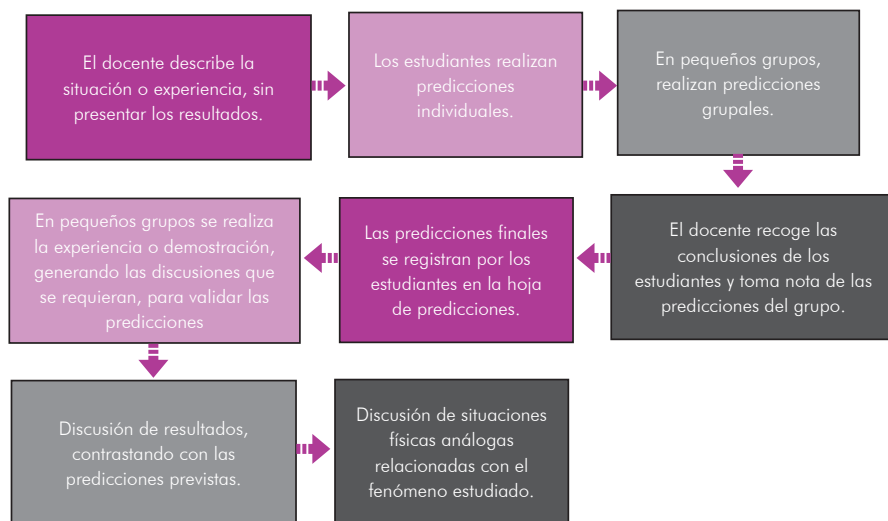 El docente describe la
situación o experiencia, sin
presentar los resultados.
Los estudiantes realizan
predicciones
individuales.
En pequeños grupos,
realizan predicciones
grupales.
El docente recoge las
conclusiones de los
estudiantes y toma nota de las
predicciones del grupo.
Las predicciones finales
se registran por los
estudiantes en la hoja
de predicciones.
En pequeños grupos se realiza
la experiencia o demostración,
generando las discusiones que
se requieran, para validar las
predicciones
Discusión de resultados,
contrastando con las
predicciones previstas.
Discusión de situaciones
físicas análogas
relacionadas con el
fenómeno estudiado.